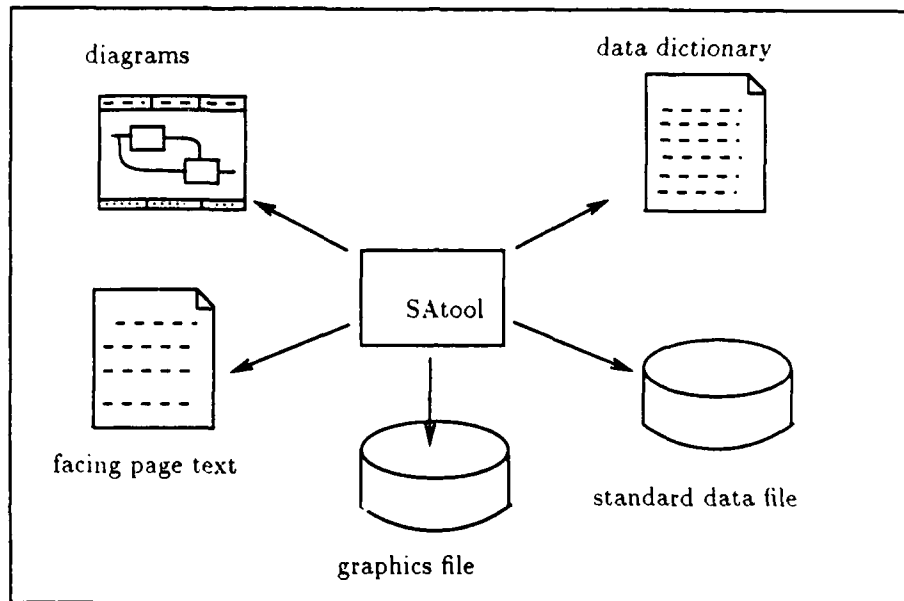 diagrams
data dictionary
SAtool
facing page text
standard data file
graphics file